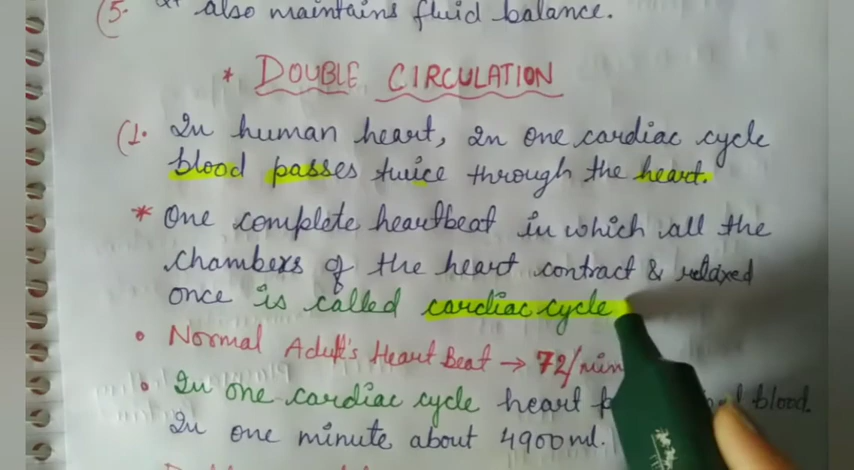 (5. It also maintains fluid balance.
* DOUBLE CIRCULATION
(1. In human heart, In one cardiac cycle
blood passes twice through the heart.
* One complete heartbeat in which all the
chambers of the heart contract & relaxed
once is called cardiac cycle
• Normal Adult's Heart Beat → 72/min
• In one cardiac cycle heart blood.
In one minute about 4900 ml.